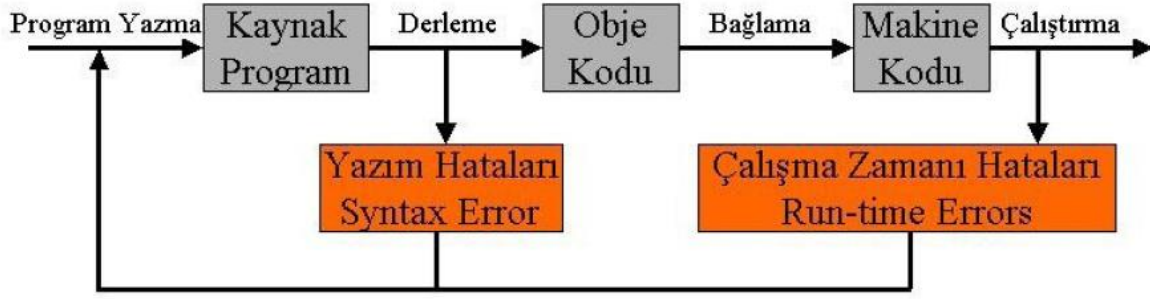 Program Yazma
Kaynak
Program
Derleme
Obje
Kodu
Bağlama
Makine
Kodu
Çalıştırma
Yazım Hataları
Syntax Error
Çalışma Zamanı Hataları
Run-time Errors